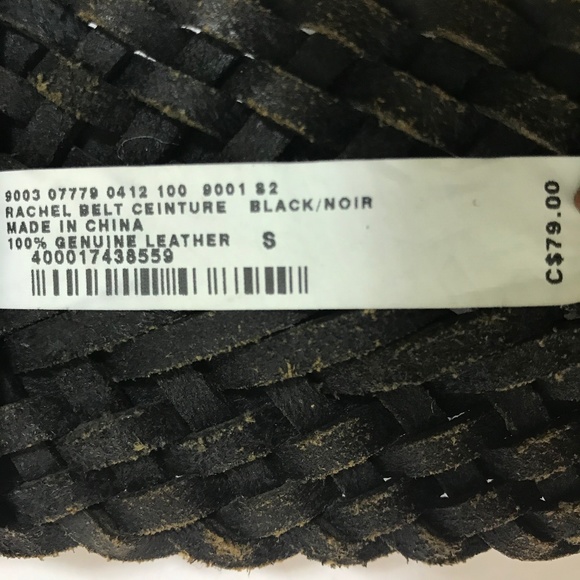 9003 07779 0412 100 9001 S2
RACHEL BELT CEINTURE BLACK/NOIR
MADE IN CHINA
100% GENUINE LEATHER S
400017438559
C$79.00